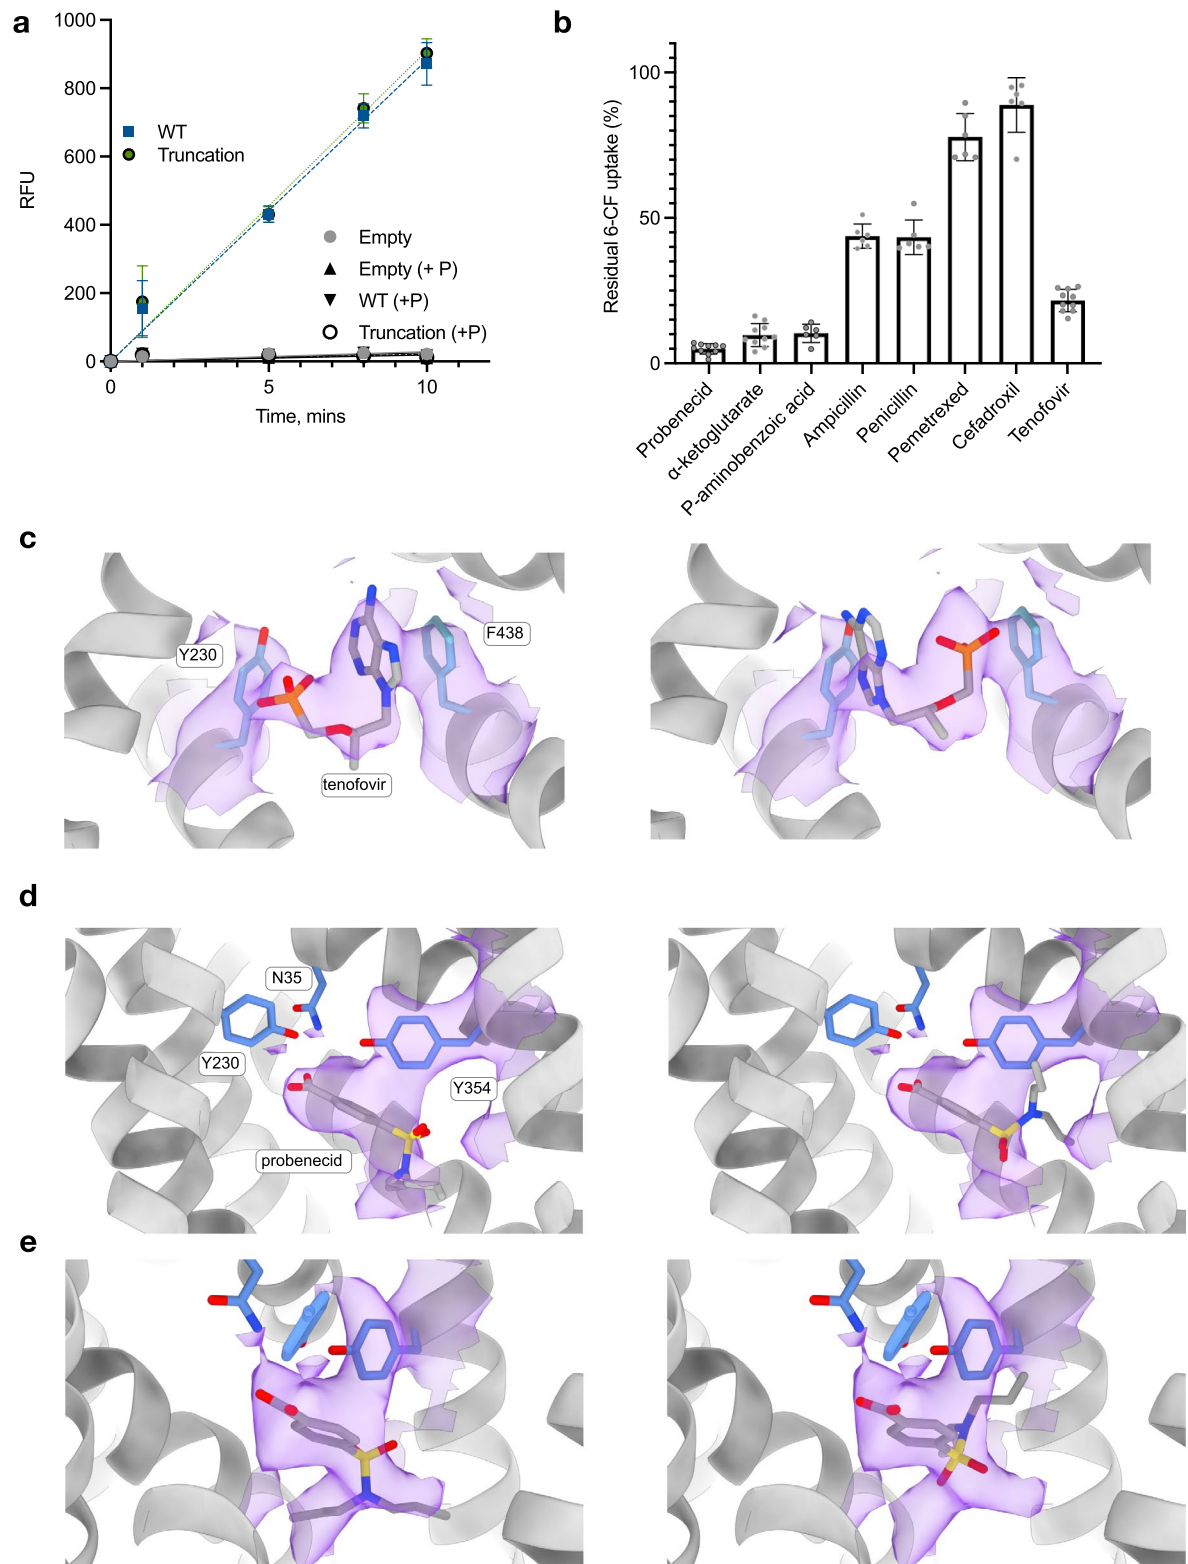 a
1000
800
600
400
200
0
RFU
WT
Truncation
Empty
Empty (+ P)
WT (+P)
Truncation (+P)
0
5
10
Time, mins
b
100
50
0
Residual 6-CF uptake (%)
Probenecid
α-ketoglutarate
P-aminobenzoic acid
Ampicillin
Penicillin
Pemetrexed
Cefadroxil
Tenofovir
c
Y230
F438
tenofovir
d
N35
Y230
Y354
probenecid
e